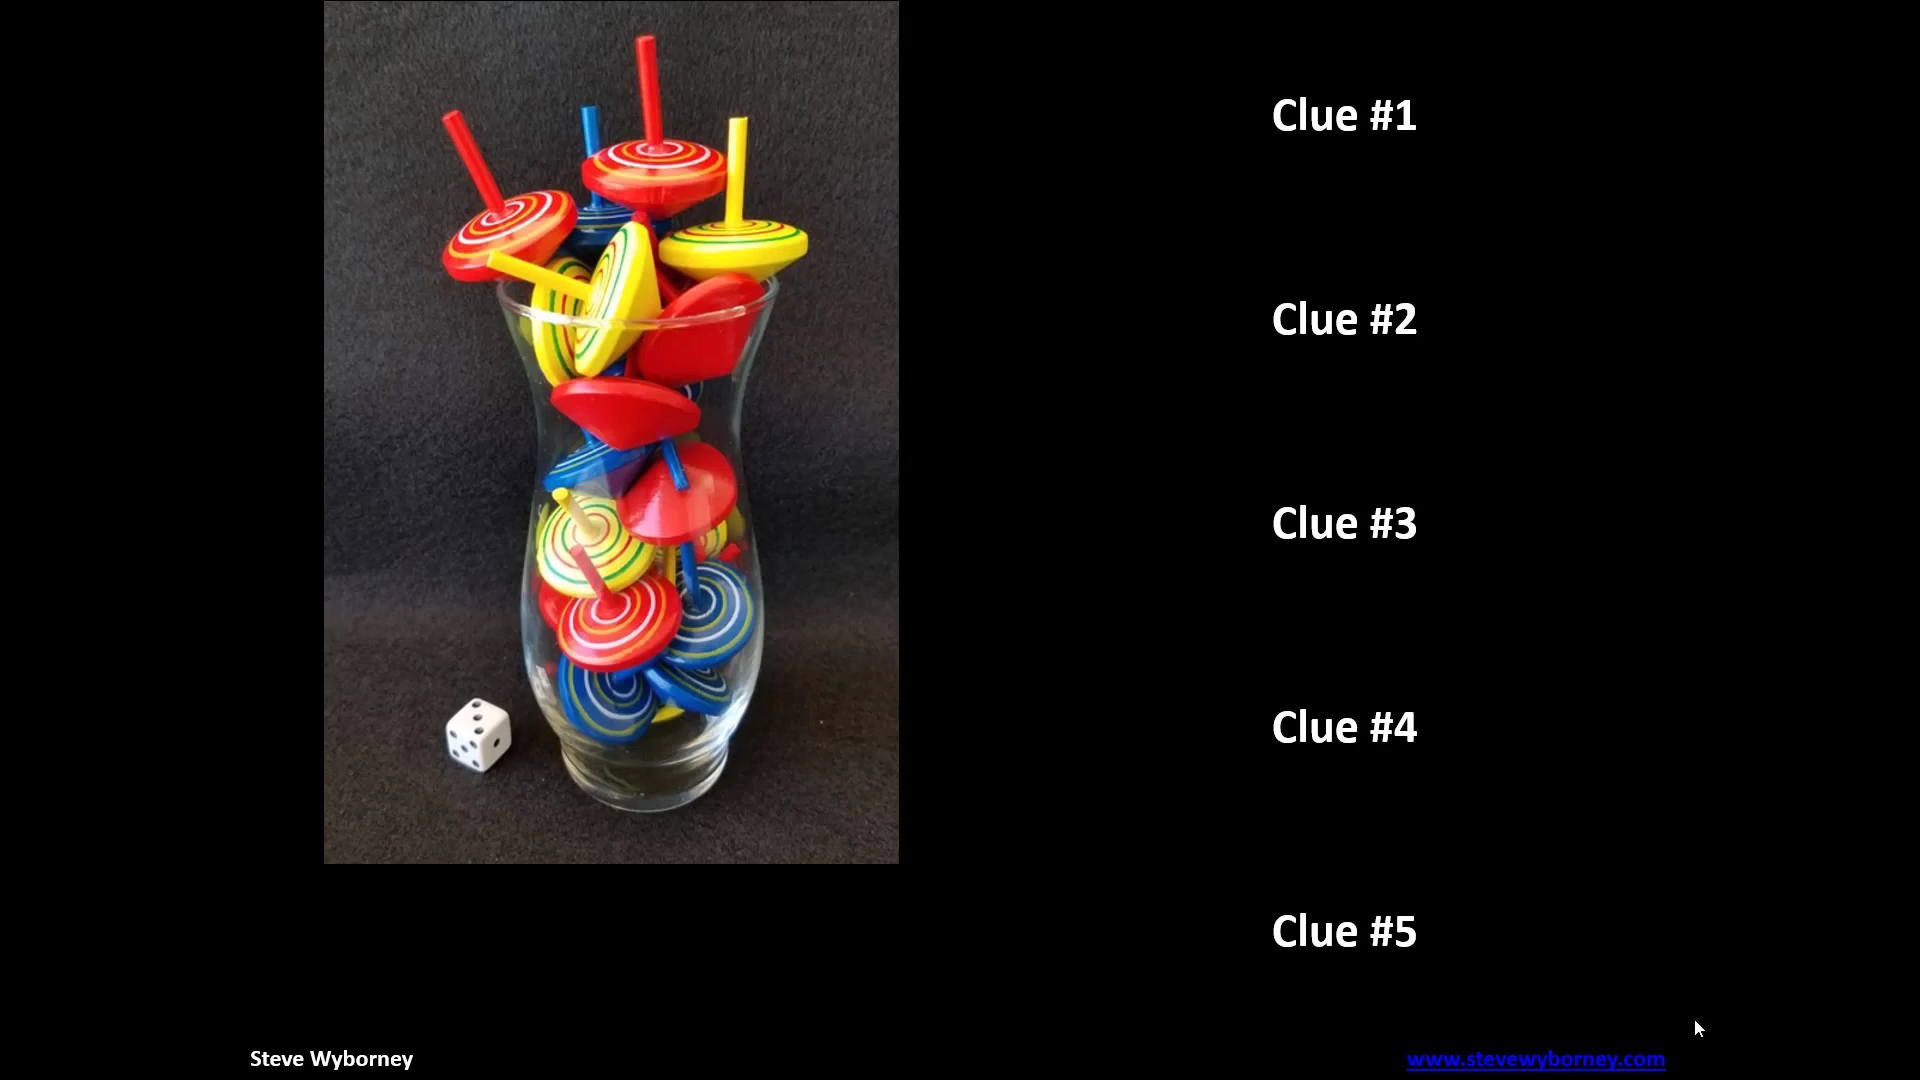 Clue #1
Clue #2
Clue #3
Clue #4
Clue #5
Steve Wyborney
www.stevewyborney.com